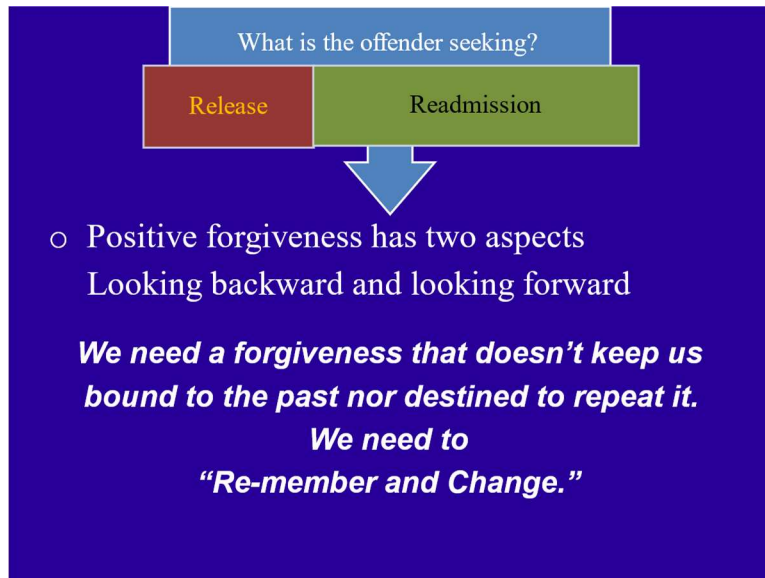 What is the offender seeking?
Release
Readmission
o Positive forgiveness has two aspects
Looking backward and looking forward
We need a forgiveness that doesn’t keep us
bound to the past nor destined to repeat it.
We need to
“Re-member and Change.”